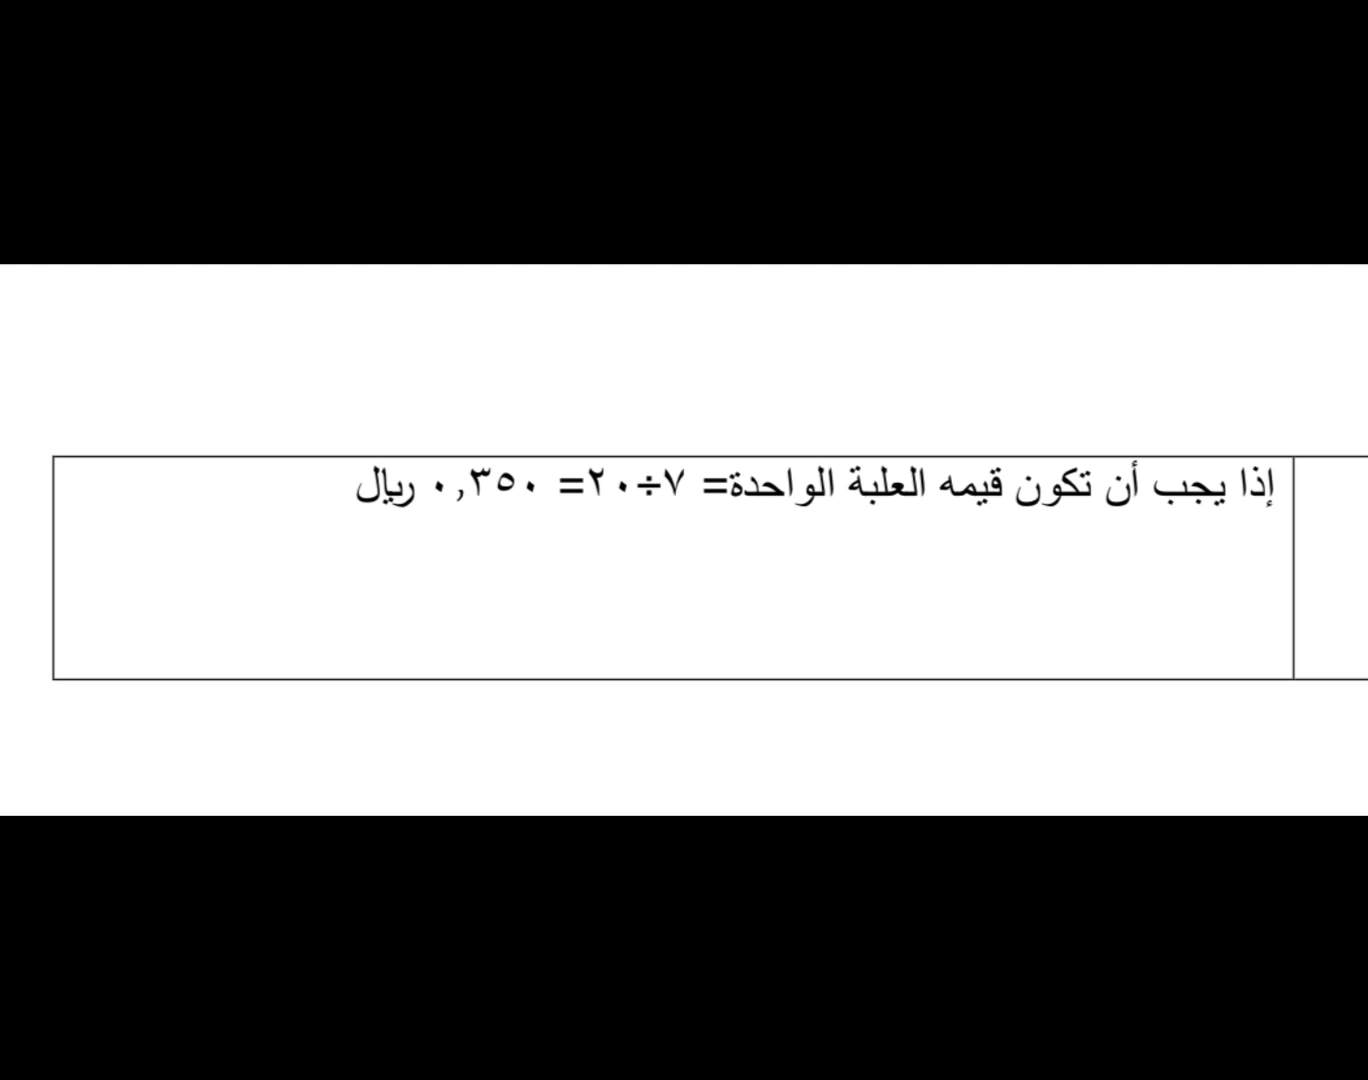 إذا يجب أن تكون قيمه العلبة الواحدة= ٧÷٢٠= ٠,٣٥٠ ريال